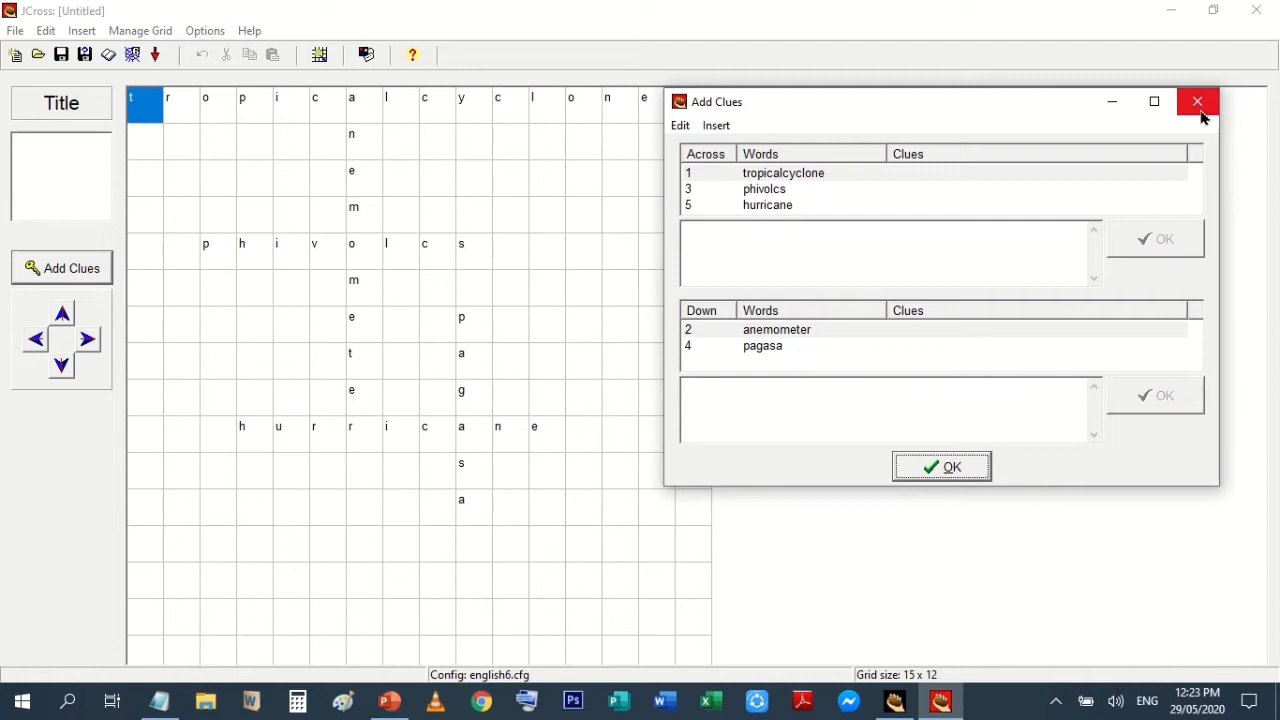 JCross: [Untitled]
File Edit Insert Manage Grid Options Help
Title
Add Clues
t r o p i c a l c y c l o n e
n
e
m
p h i v o l c s
m
e p
t a
e g
h u r r i c a n e
s
a
Add Clues
Edit Insert
Across Words Clues
1 tropicalcyclone
3 phivolcs
5 hurricane
OK
Down Words Clues
2 anemometer
4 pagasa
OK
OK
Config: english6.cfg
Grid size: 15 x 12
ENG
12:23 PM
29/05/2020